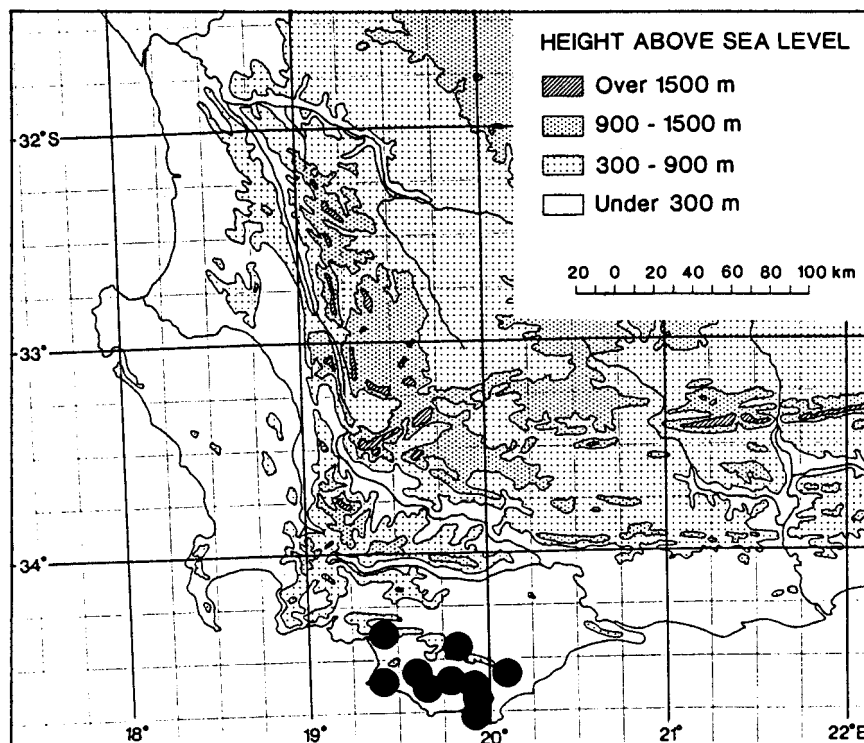 HEIGHT ABOVE SEA LEVEL
Over 1500 m
900 - 1500 m
300 - 900 m
Under 300 m
20 0 20 40 60 80 100 km
32°S
33°
34°
18° 19° 20° 21° 22°E